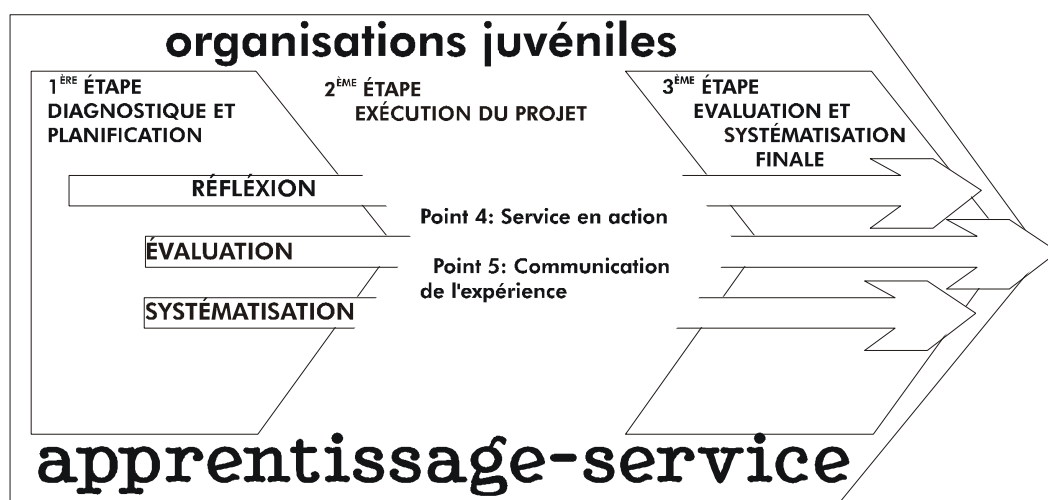 organisations juvéniles
1ÈRE ÉTAPE
DIAGNOSTIQUE ET
PLANIFICATION
2ÈME ÉTAPE
EXÉCUTION DU PROJET
3ÈME ÉTAPE
EVALUATION ET
SYSTÉMATISATION
FINALE
RÉFLÉXION
Point 4: Service en action
ÉVALUATION
Point 5: Communication
de l'expérience
SYSTÉMATISATION
apprentissage-service